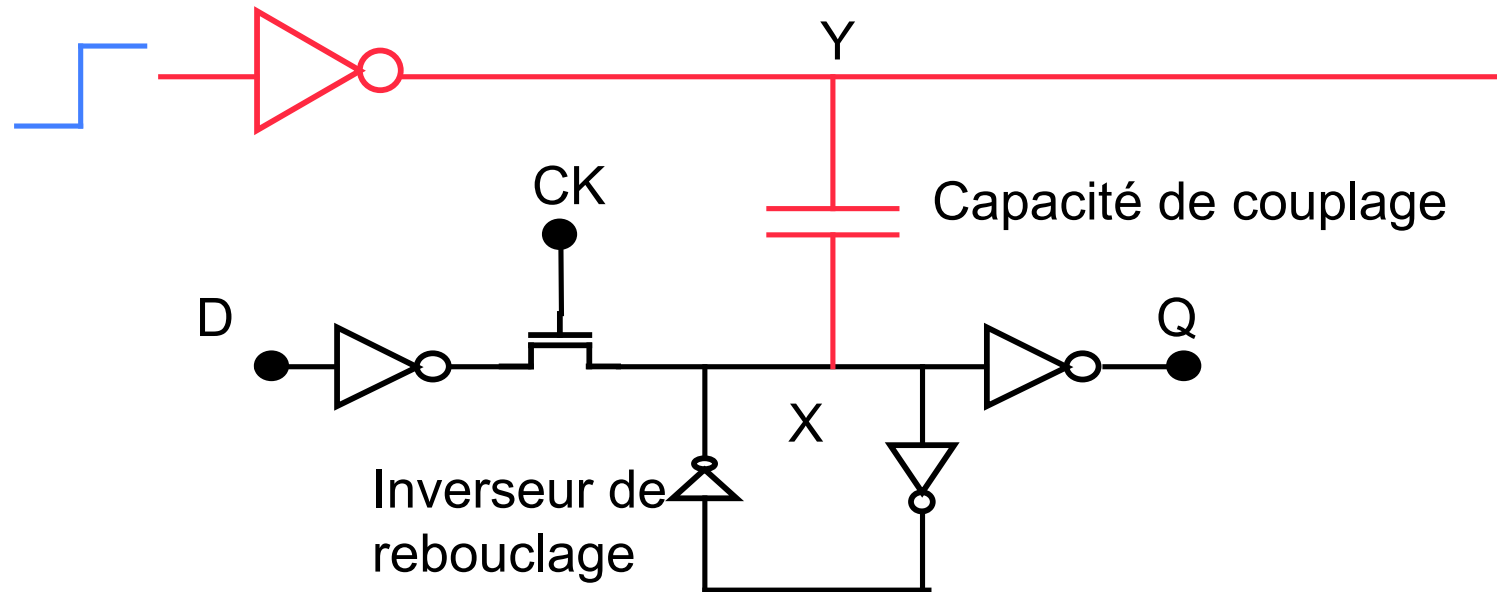 Y
CK
Capacité de couplage
D
Q
X
Inverseur de
rebouclage